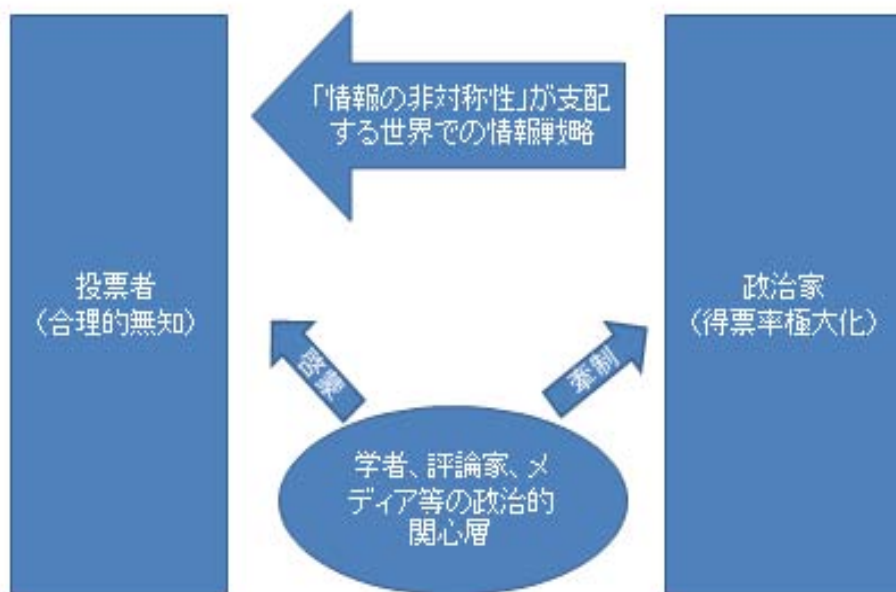 「情報の非対称性」が支配
する世界での情報戦略
投票者
（合理的無知）
政治家
（得票率極大化）
啓蒙
牽制
学者、評論家、メ
ディア等の政治的
関心層